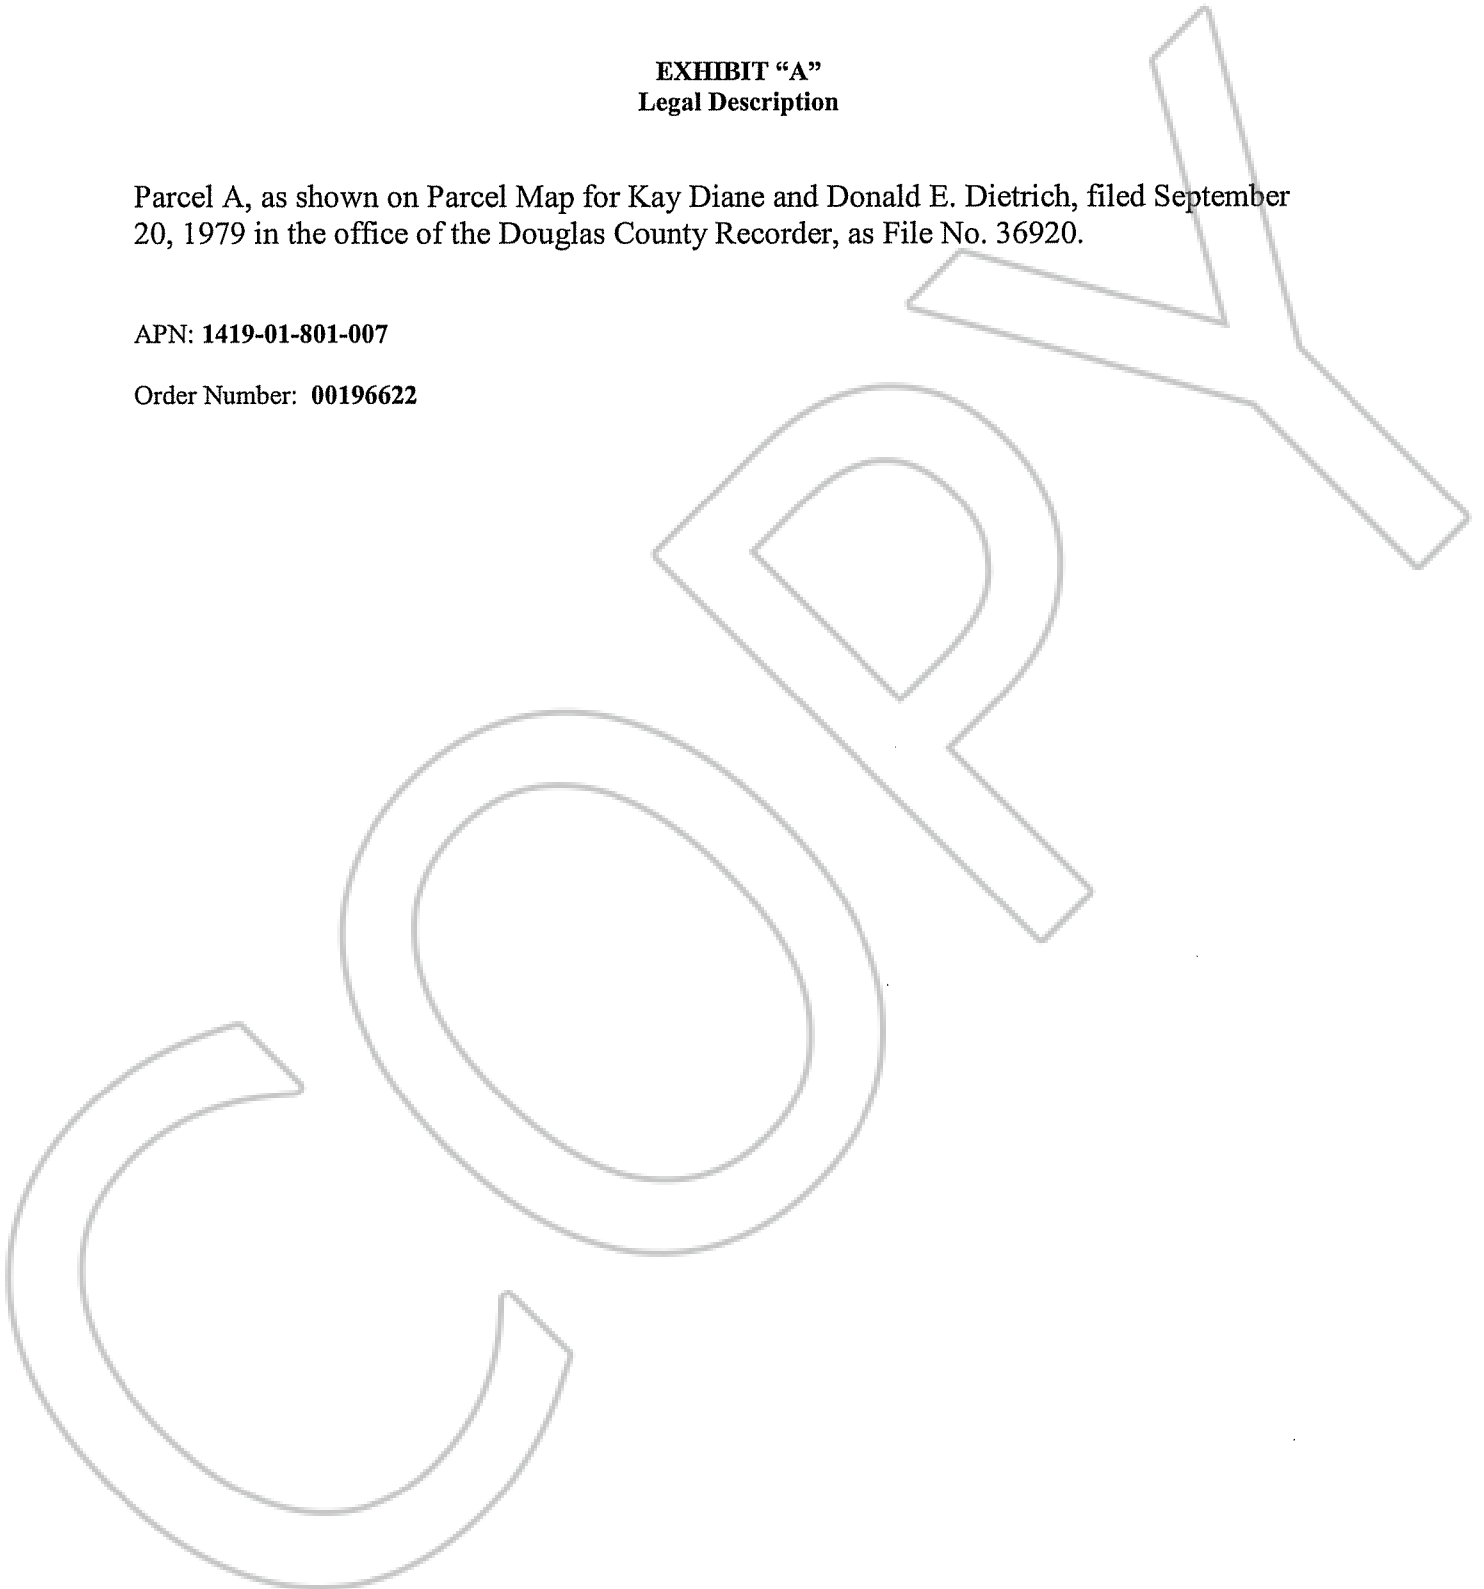 EXHIBIT “A”
Legal Description
Parcel A, as shown on Parcel Map for Kay Diane and Donald E. Dietrich, filed September
20, 1979 in the office of the Douglas County Recorder, as File No. 36920.
APN: 1419-01-801-007
Order Number: 00196622
COPY